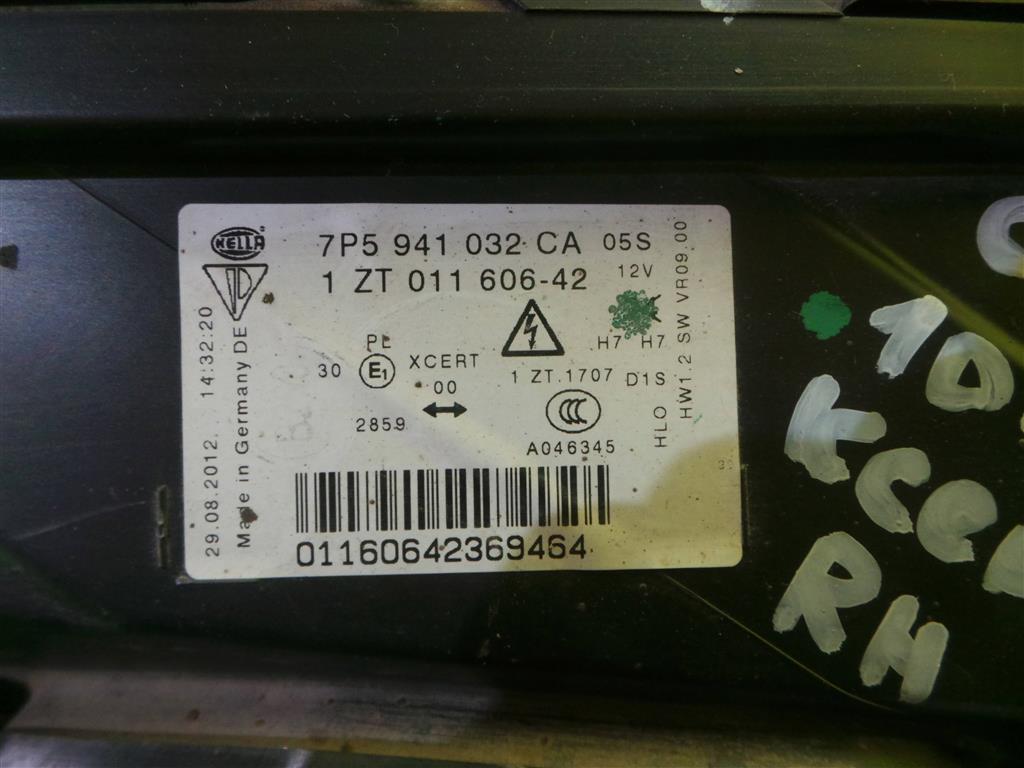 HELLA
7P5 941 032 CA 05S
1 ZT 011 606-42
12V
PL
H7 H7
30 E1 XCERT
00
1 ZT.1707 D1S
2859
CCC
A046345
01160642369464
29.08.2012 14:32:20
Made in Germany DE
HLO
HW1.2 SW VR09.00
10
RH